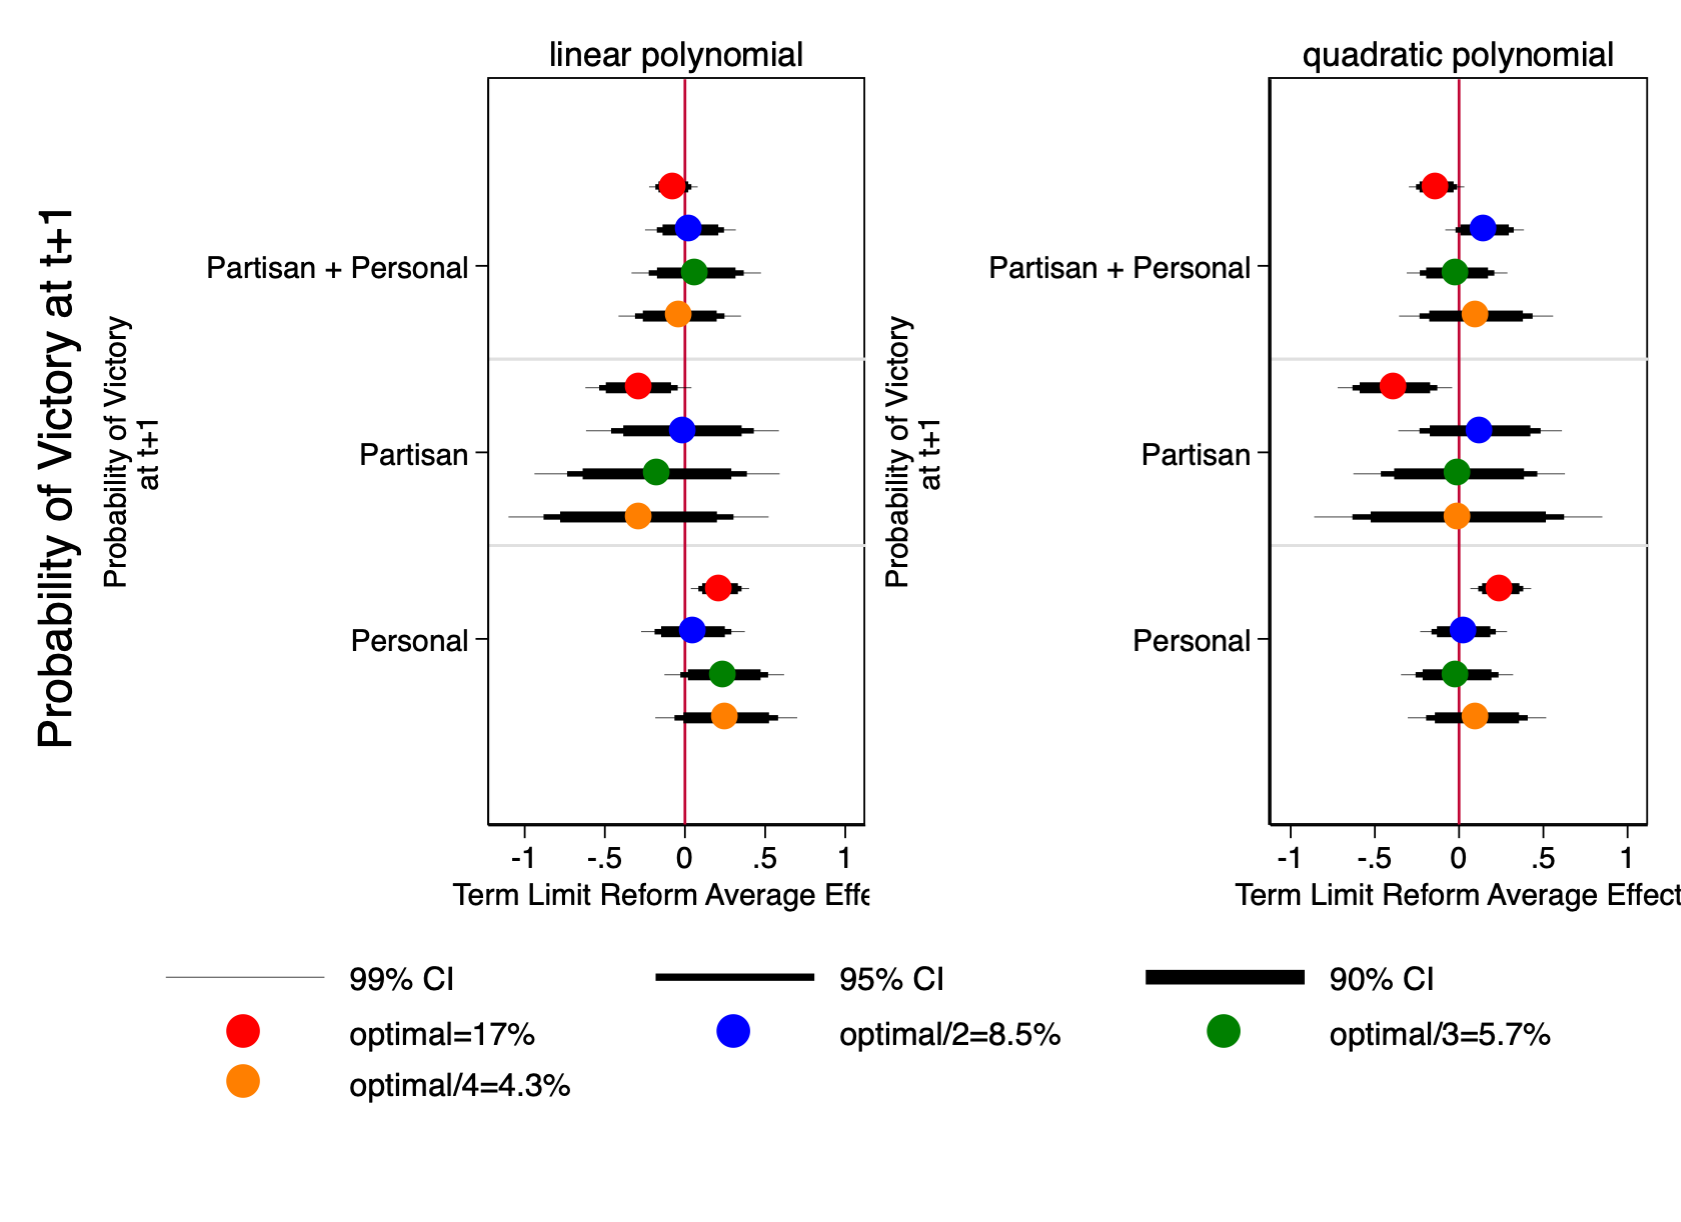 Probability of Victory at t+1
linear polynomial
Probability of Victory
at t+1
Partisan + Personal
Partisan
Personal
-1 -.5 0 .5 1
Term Limit Reform Average Effe
quadratic polynomial
Probability of Victory
at t+1
Partisan + Personal
Partisan
Personal
-1 -.5 0 .5 1
Term Limit Reform Average Effect
99% CI 95% CI 90% CI
optimal=17% optimal/2=8.5% optimal/3=5.7%
optimal/4=4.3%